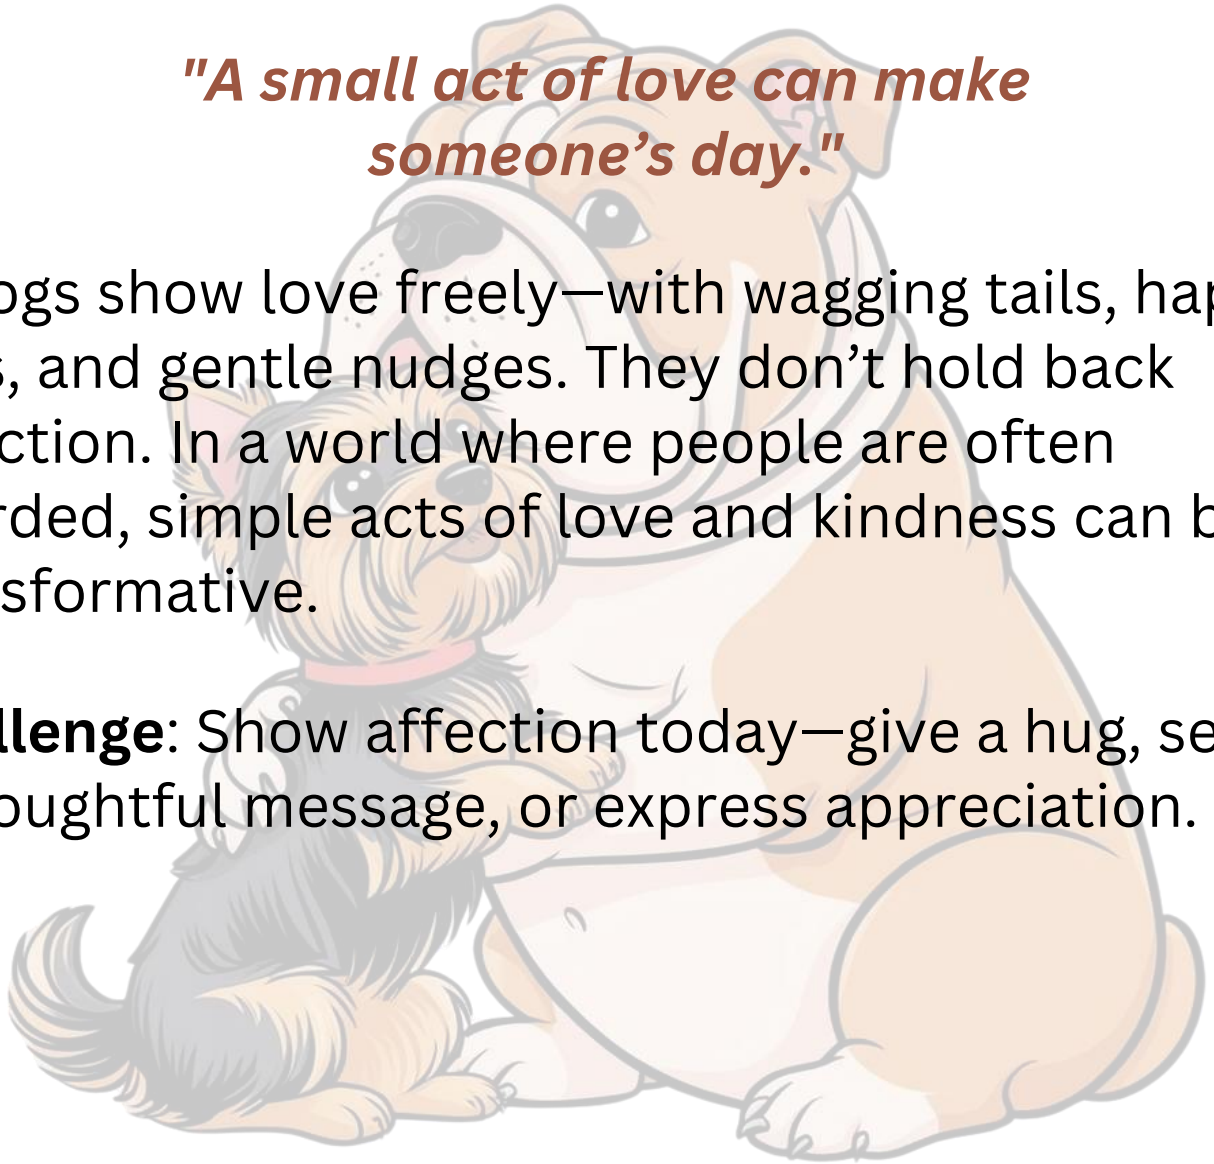 "A small act of love can make
someone’s day."
ogs show love freely—with wagging tails, hap
s, and gentle nudges. They don’t hold back
ction. In a world where people are often
rded, simple acts of love and kindness can b
sformative.
llenge: Show affection today—give a hug, se
oughtful message, or express appreciation.